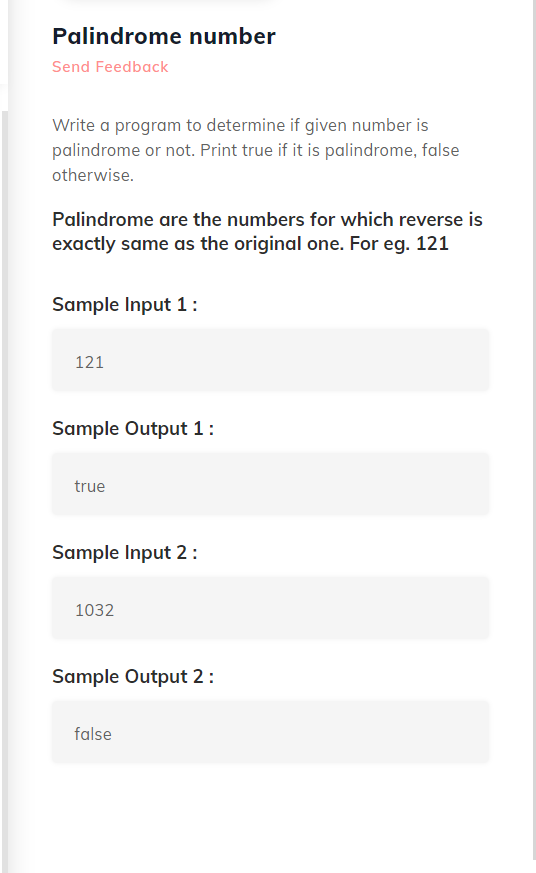 Palindrome number
Send Feedback
Write a program to determine if given number is
palindrome or not. Print true if it is palindrome, false
otherwise.
Palindrome are the numbers for which reverse is
exactly same as the original one. For eg. 121
Sample Input 1 :
121
Sample Output 1 :
true
Sample Input 2 :
1032
Sample Output 2 :
false